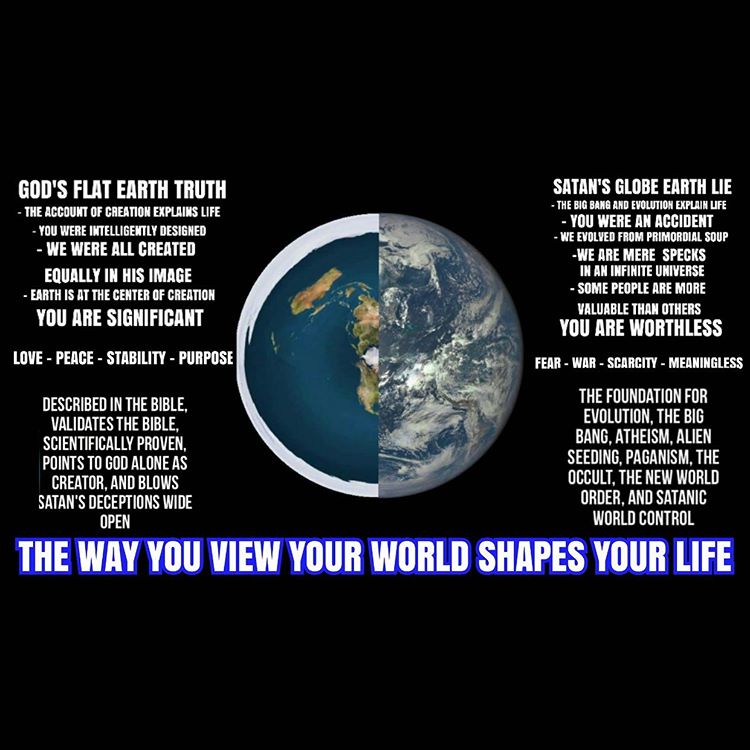 GOD'S FLAT EARTH TRUTH
- THE ACCOUNT OF CREATION EXPLAINS LIFE
- YOU WERE INTELLIGENTLY DESIGNED
- WE WERE ALL CREATED
EQUALLY IN HIS IMAGE
- EARTH IS AT THE CENTER OF CREATION
YOU ARE SIGNIFICANT
LOVE - PEACE - STABILITY - PURPOSE
DESCRIBED IN THE BIBLE,
VALIDATES THE BIBLE,
SCIENTIFICALLY PROVEN,
POINTS TO GOD ALONE AS
CREATOR, AND BLOWS
SATAN'S DECEPTIONS WIDE
OPEN
SATAN'S GLOBE EARTH LIE
- THE BIG BANG AND EVOLUTION EXPLAIN LIFE
- YOU WERE AN ACCIDENT
- WE EVOLVED FROM PRIMORDIAL SOUP
-WE ARE MERE SPECKS
IN AN INFINITE UNIVERSE
- SOME PEOPLE ARE MORE
VALUABLE THAN OTHERS
YOU ARE WORTHLESS
FEAR - WAR - SCARCITY - MEANINGLESS
THE FOUNDATION FOR
EVOLUTION, THE BIG
BANG, ATHEISM, ALIEN
SEEDING, PAGANISM, THE
OCCULT, THE NEW WORLD
ORDER, AND SATANIC
WORLD CONTROL
THE WAY YOU VIEW YOUR WORLD SHAPES YOUR LIFE